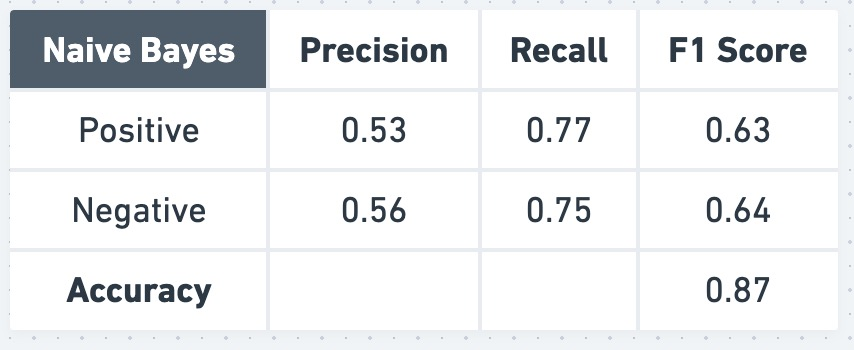 Naive Bayes Precision Recall F1 Score
Positive 0.53 0.77 0.63
Negative 0.56 0.75 0.64
Accuracy 0.87